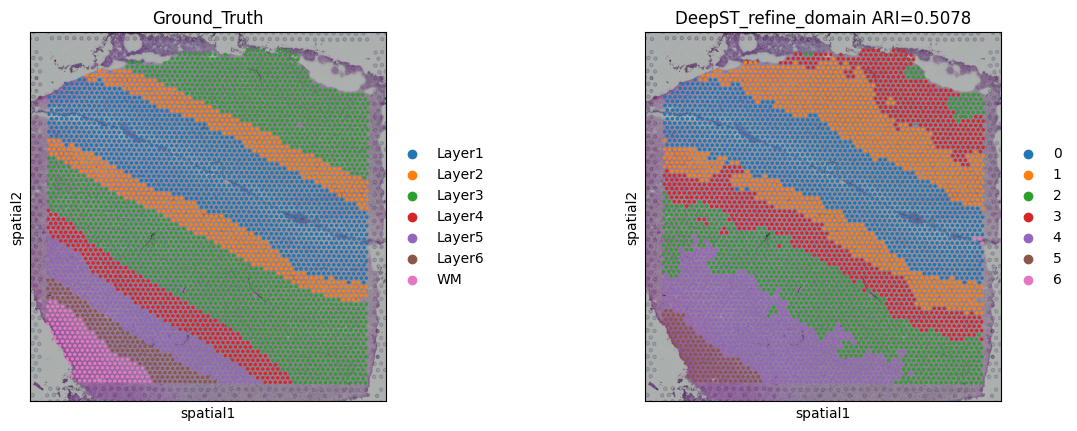 Ground_Truth
spatial2
spatial1
Layer1
Layer2
Layer3
Layer4
Layer5
Layer6
WM
DeepST_refine_domain ARI=0.5078
spatial2
spatial1
0
1
2
3
4
5
6